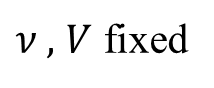 𝜈 , 𝑉 fixed